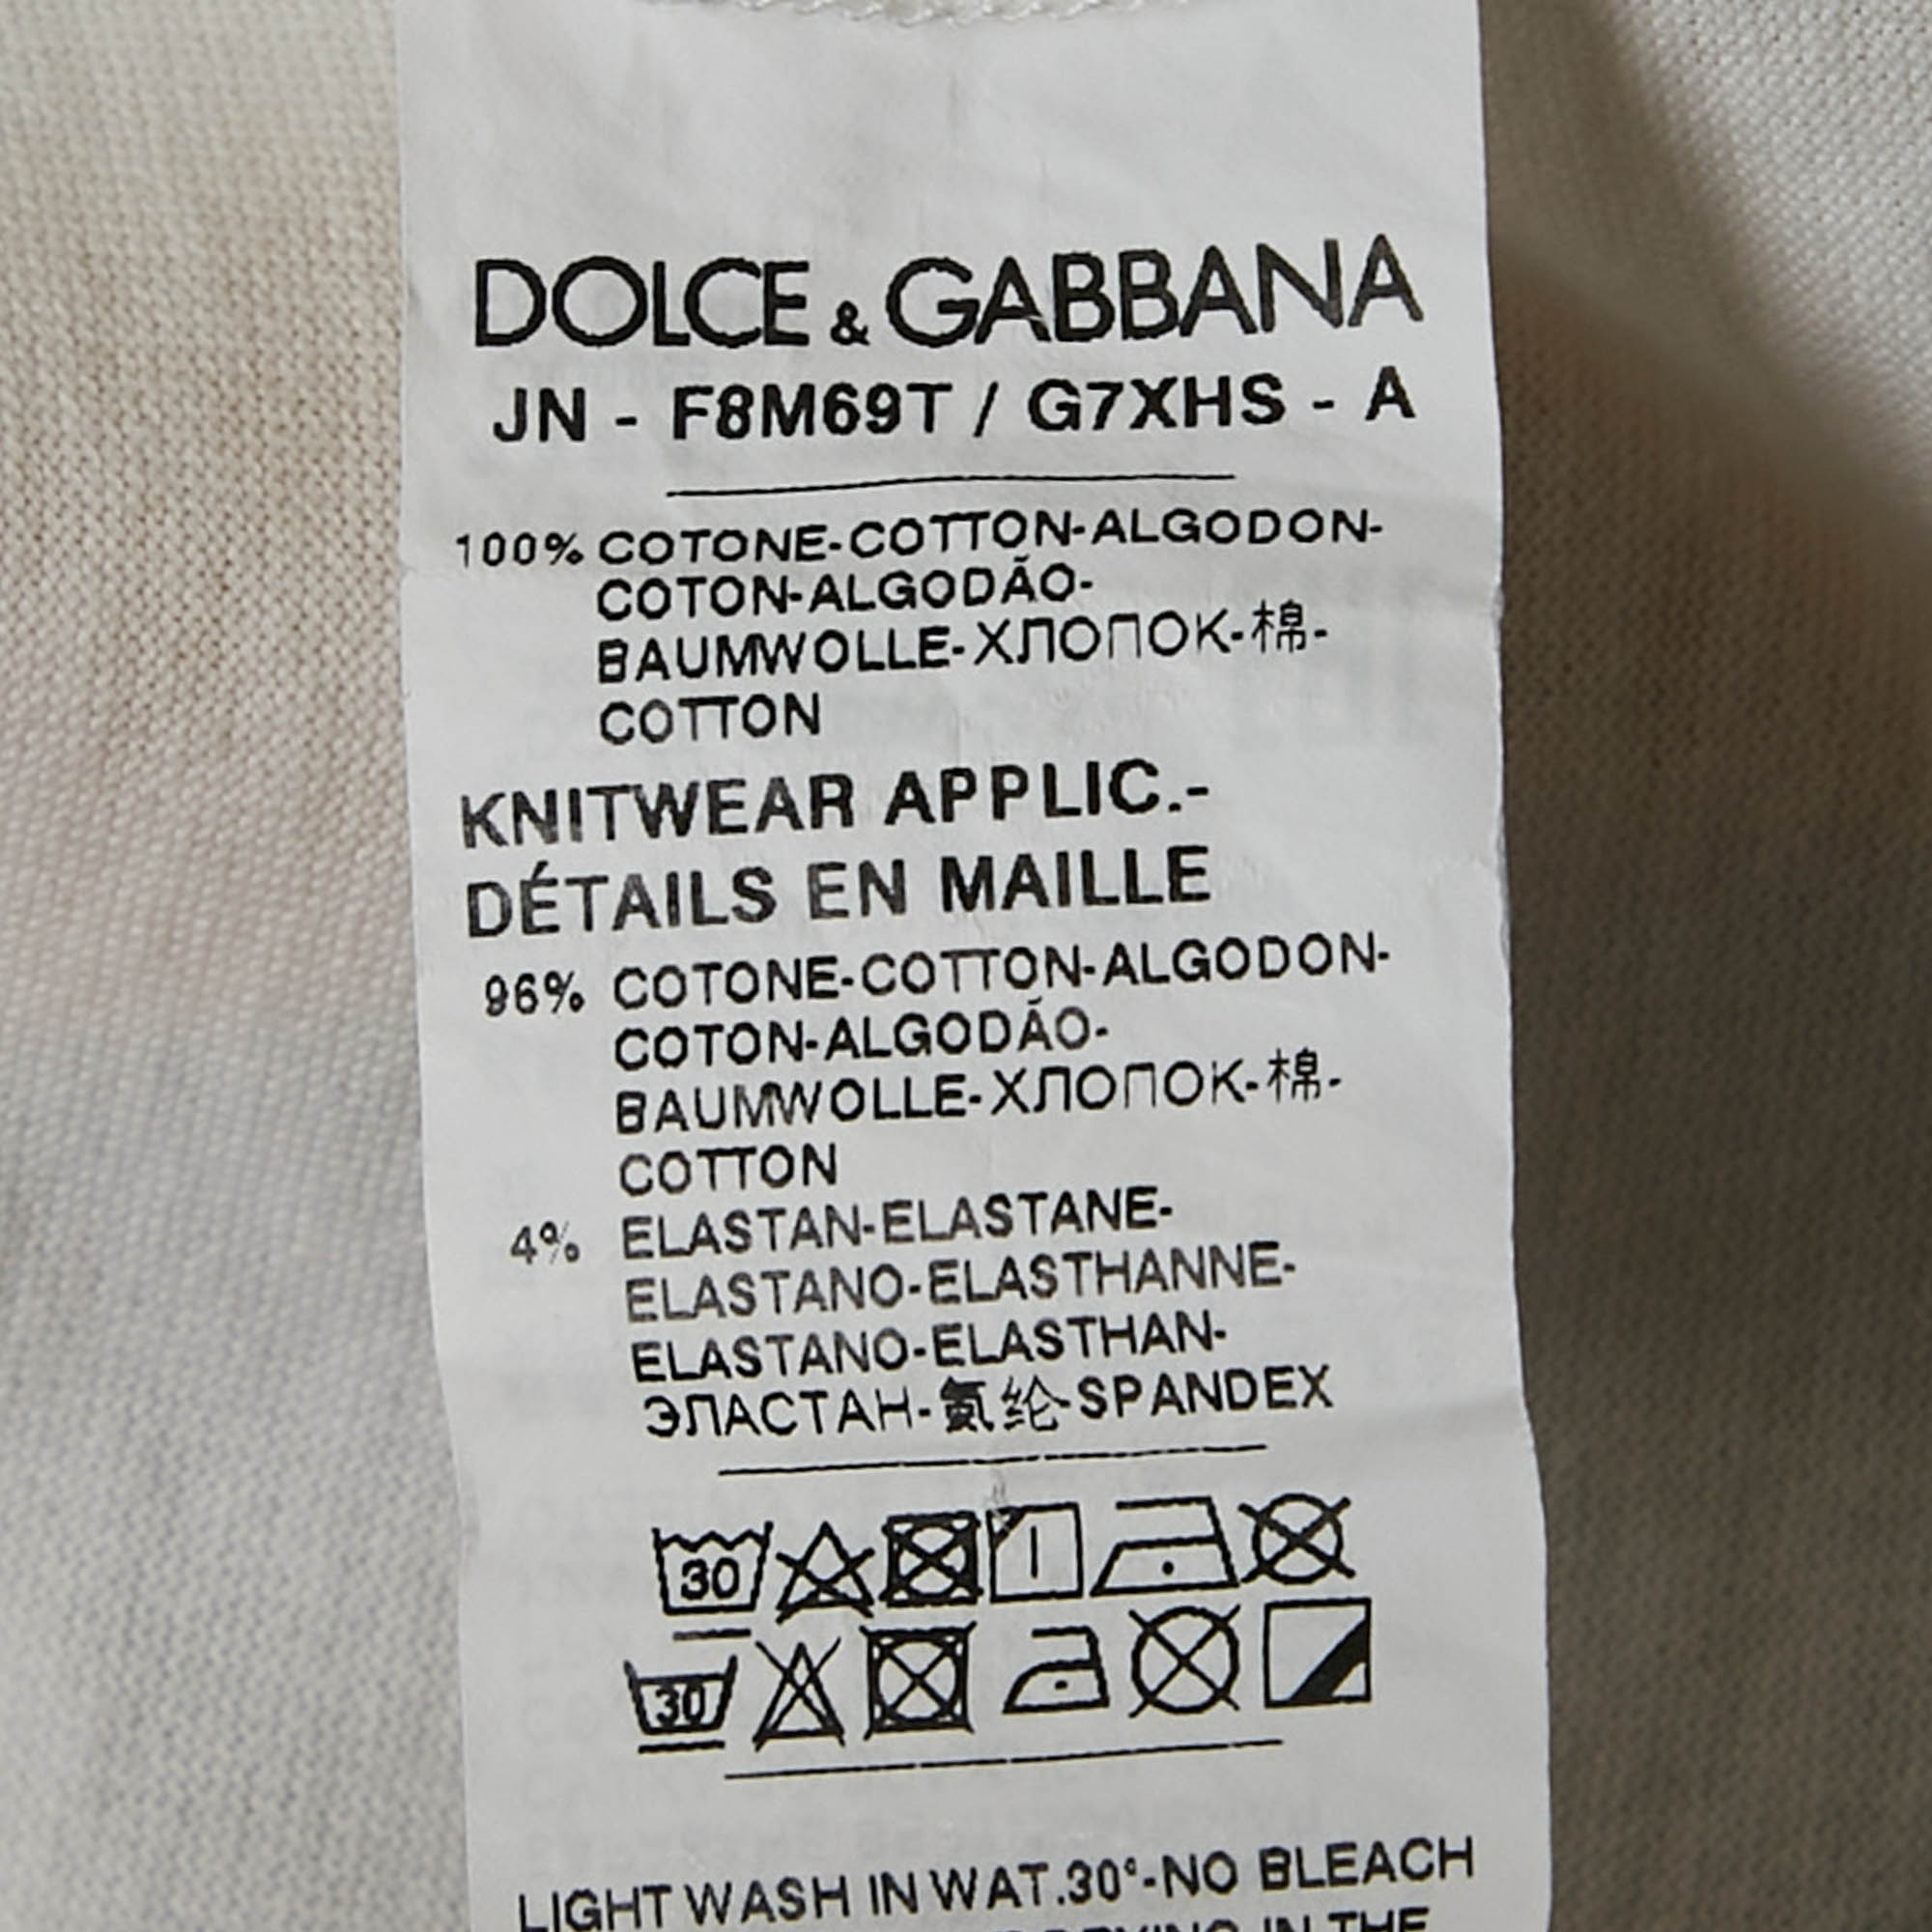 DOLCE & GABBANA
JN - F8M69T / G7XHS - A
100% COTONE-COTTON-ALGODON-
COTON-ALGODÃO-
BAUMWOLLE-ХЛОПОК-棉-
COTTON
KNITWEAR APPLIC.-
DÉTAILS EN MAILLE
96% COTONE-COTTON-ALGODON-
COTON-ALGODÃO-
BAUMWOLLE-ХЛОПОК-棉-
COTTON
4% ELASTAN-ELASTANE-
ELASTANO-ELASTHANNE-
ELASTANO-ELASTHAN-
ЭЛАСТАН-氨纶-SPANDEX
30
30
LIGHT WASH IN WAT.30°-NO BLEACH
IN THE